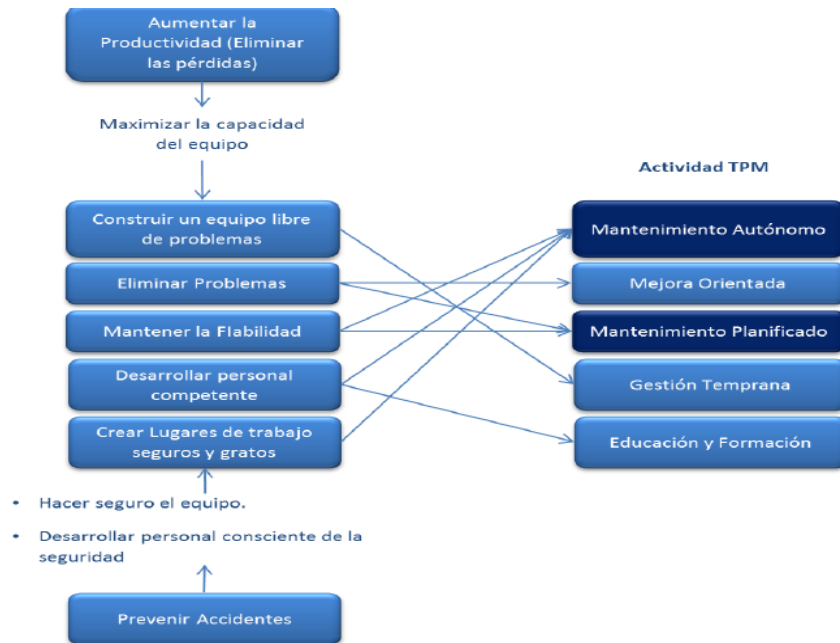 Aumentar la
Productividad (Eliminar
las pérdidas)
Maximizar la capacidad
del equipo
Actividad TPM
Construir un equipo libre
de problemas
Eliminar Problemas
Mantener la FIabilidad
Desarrollar personal
competente
Crear Lugares de trabajo
seguros y gratos
Mantenimiento Autónomo
Mejora Orientada
Mantenimiento Planificado
Gestión Temprana
Educación y Formación
• Hacer seguro el equipo.
• Desarrollar personal consciente de la
seguridad
Prevenir Accidentes